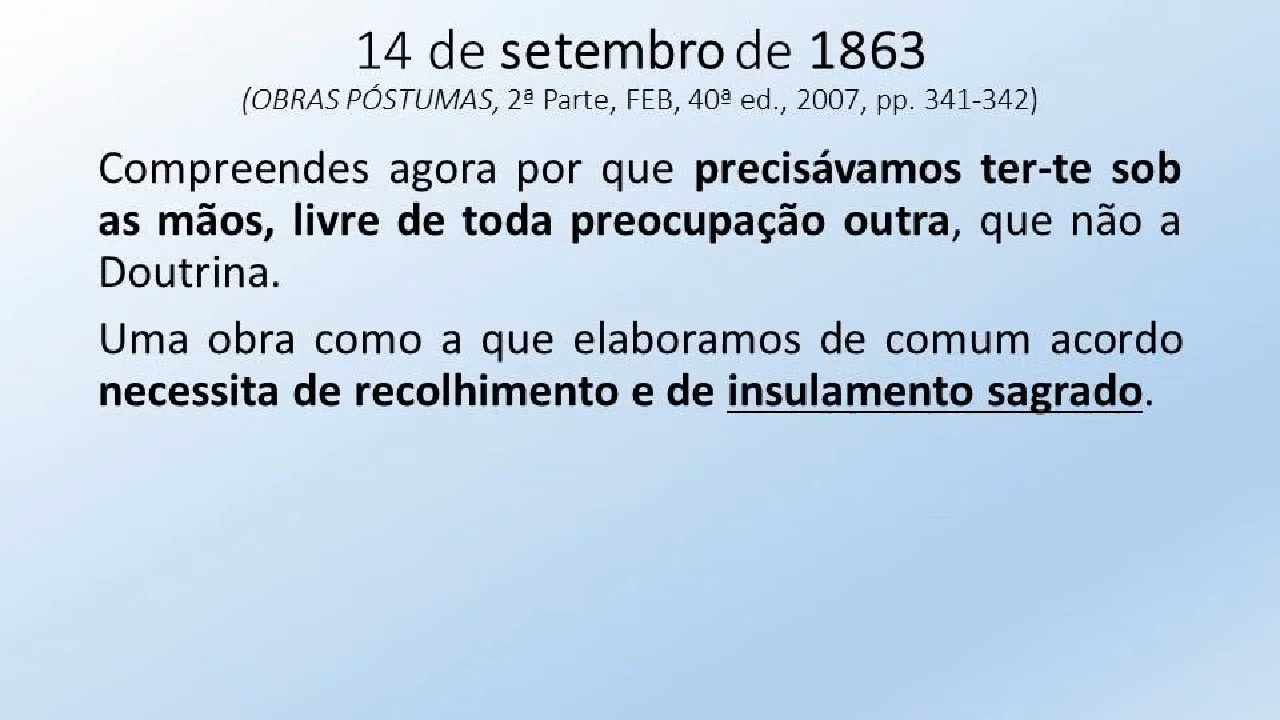 14 de setembro de 1863
(OBRAS PÓSTUMAS, 2ª Parte, FEB, 40ª ed., 2007, pp. 341-342)
Compreendes agora por que precisávamos ter-te sob
as mãos, livre de toda preocupação outra, que não a
Doutrina.
Uma obra como a que elaboramos de comum acordo
necessita de recolhimento e de insulamento sagrado.